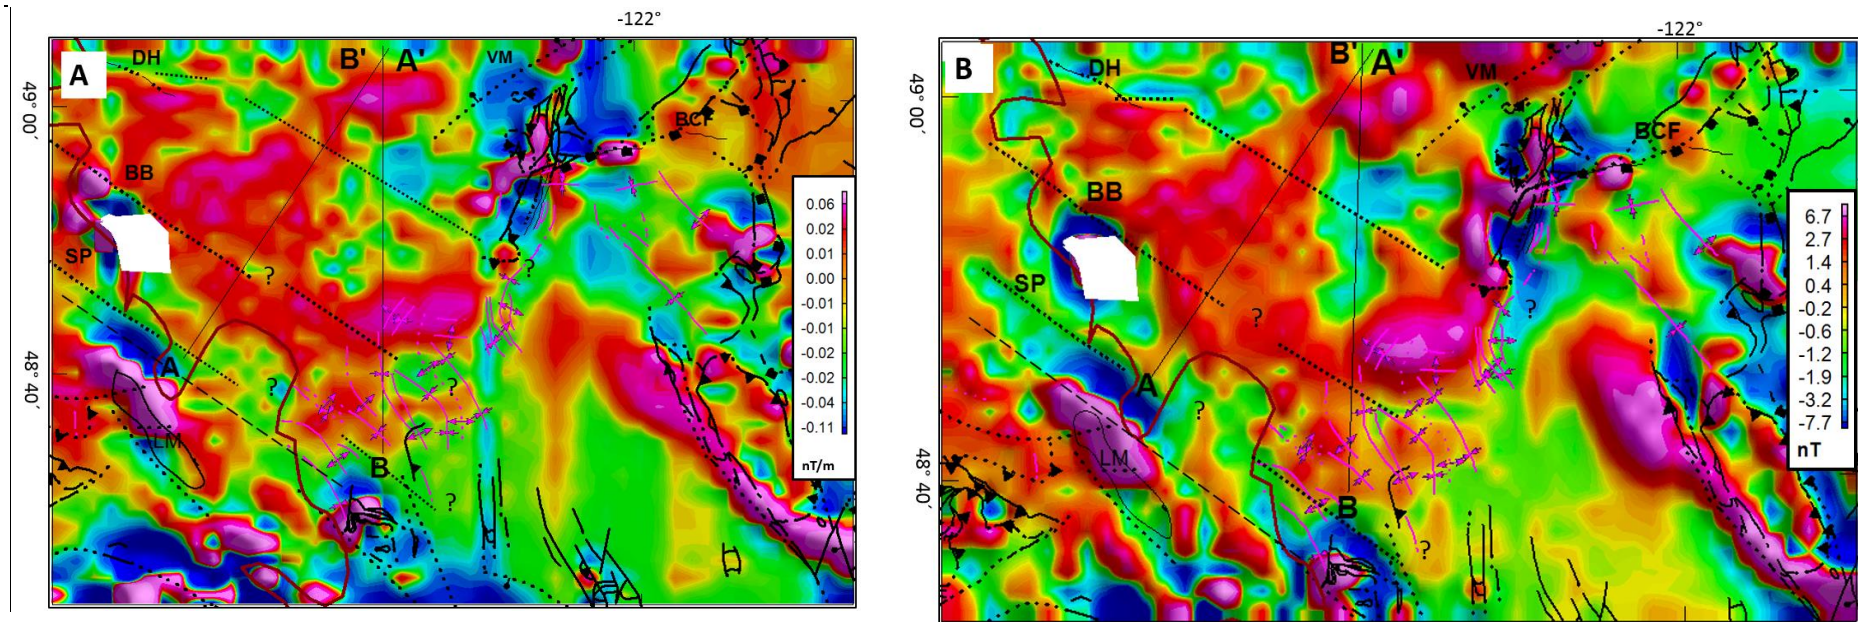 -122°
A
DH
B'
A'
VM
49° 00´
BCF
BB
SP
?
?
0.06
0.02
0.01
0.00
-0.01
-0.01
-0.02
-0.04
-0.11
nT/m
48° 40´
A
?
?
LM
B
?
-122°
B
DH
B'
A'
VM
49° 00´
BCF
BB
SP
?
?
6.7
2.7
1.4
0.4
-0.2
-0.6
-1.2
-1.9
-3.2
-7.7
nT
A
?
LM
48° 40´
B
?